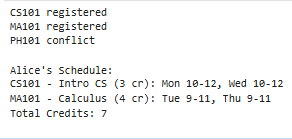 CS101 registered
MA101 registered
PH101 conflict
Alice's Schedule:
CS101 - Intro CS (3 cr): Mon 10-12, Wed 10-12
MA101 - Calculus (4 cr): Tue 9-11, Thu 9-11
Total Credits: 7